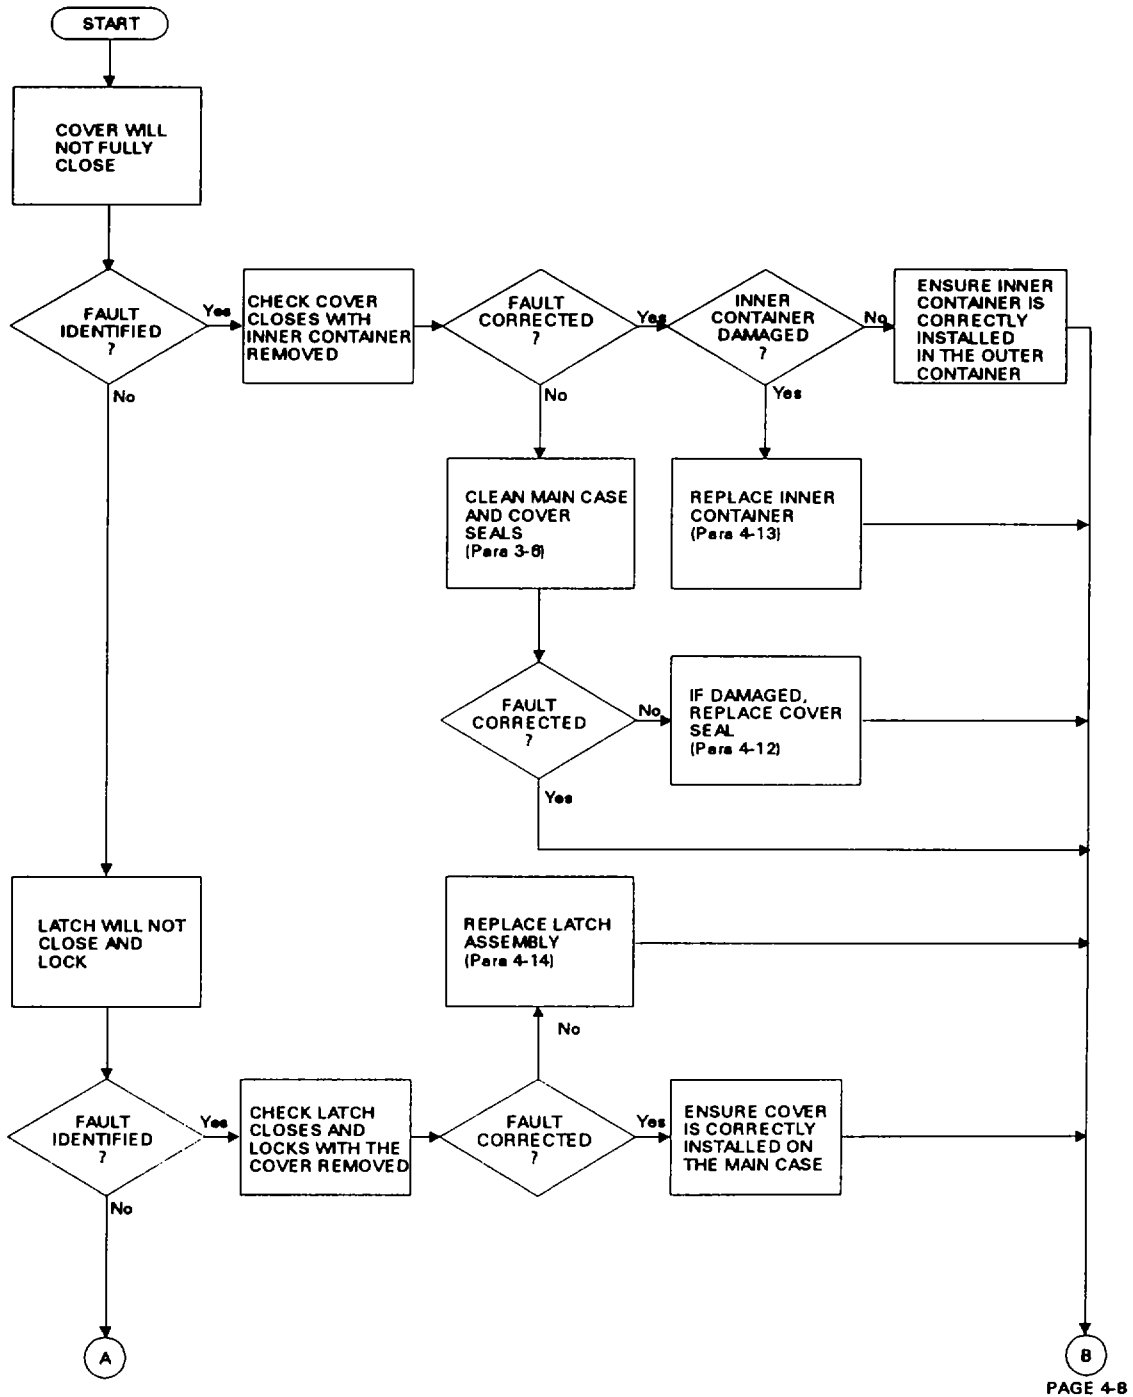 START
COVER WILL
NOT FULLY
CLOSE
FAULT
IDENTIFIED
?
Yes
No
CHECK COVER
CLOSES WITH
INNER CONTAINER
REMOVED
FAULT
CORRECTED
?
Yes
No
INNER
CONTAINER
DAMAGED
?
No
Yes
ENSURE INNER
CONTAINER IS
CORRECTLY
INSTALLED
IN THE OUTER
CONTAINER
CLEAN MAIN CASE
AND COVER
SEALS
(Para 3-6)
REPLACE INNER
CONTAINER
(Para 4-13)
FAULT
CORRECTED
?
No
Yes
IF DAMAGED,
REPLACE COVER
SEAL
(Para 4-12)
LATCH WILL NOT
CLOSE AND
LOCK
REPLACE LATCH
ASSEMBLY
(Para 4-14)
No
FAULT
IDENTIFIED
?
Yes
No
CHECK LATCH
CLOSES AND
LOCKS WITH THE
COVER REMOVED
FAULT
CORRECTED
?
Yes
ENSURE COVER
IS CORRECTLY
INSTALLED ON
THE MAIN CASE
A
B
PAGE 4-8